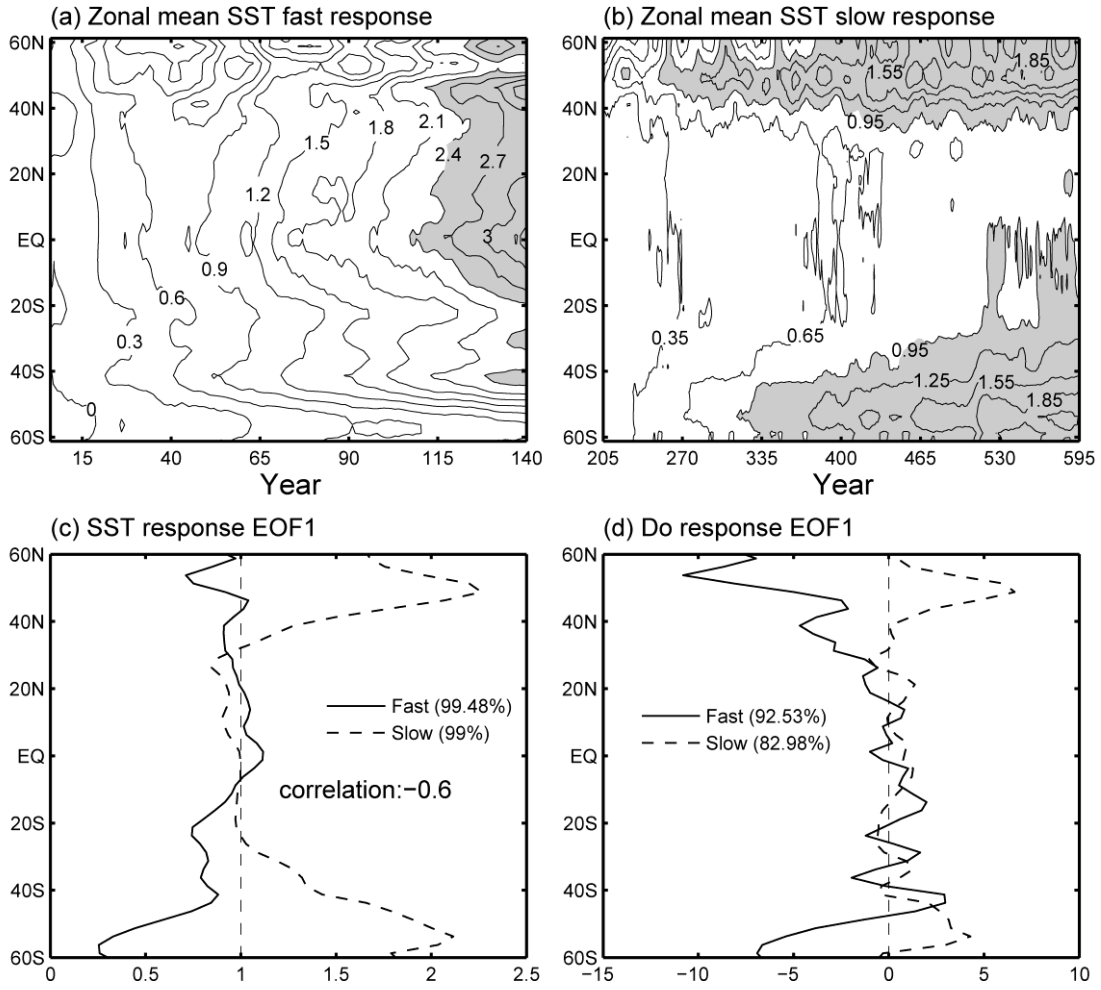 (a) Zonal mean SST fast response
60N
40N
20N
EQ
20S
40S
60S
0
0.3
0.6
0.9
1.2
1.5
1.8
2.1
2.4
2.7
3
15 40 65 90 115 140
Year
(b) Zonal mean SST slow response
60N
40N
20N
EQ
20S
40S
60S
1.85
1.55
0.95
0.35
0.65
0.95
1.25
1.55
1.85
205 270 335 400 465 530 595
Year
(c) SST response EOF1
60N
40N
20N
EQ
20S
40S
60S
Fast (99.48%)
Slow (99%)
correlation:−0.6
0 0.5 1 1.5 2 2.5
(d) Do response EOF1
60N
40N
20N
EQ
20S
40S
60S
Fast (92.53%)
Slow (82.98%)
−15 −10 −5 0 5 10